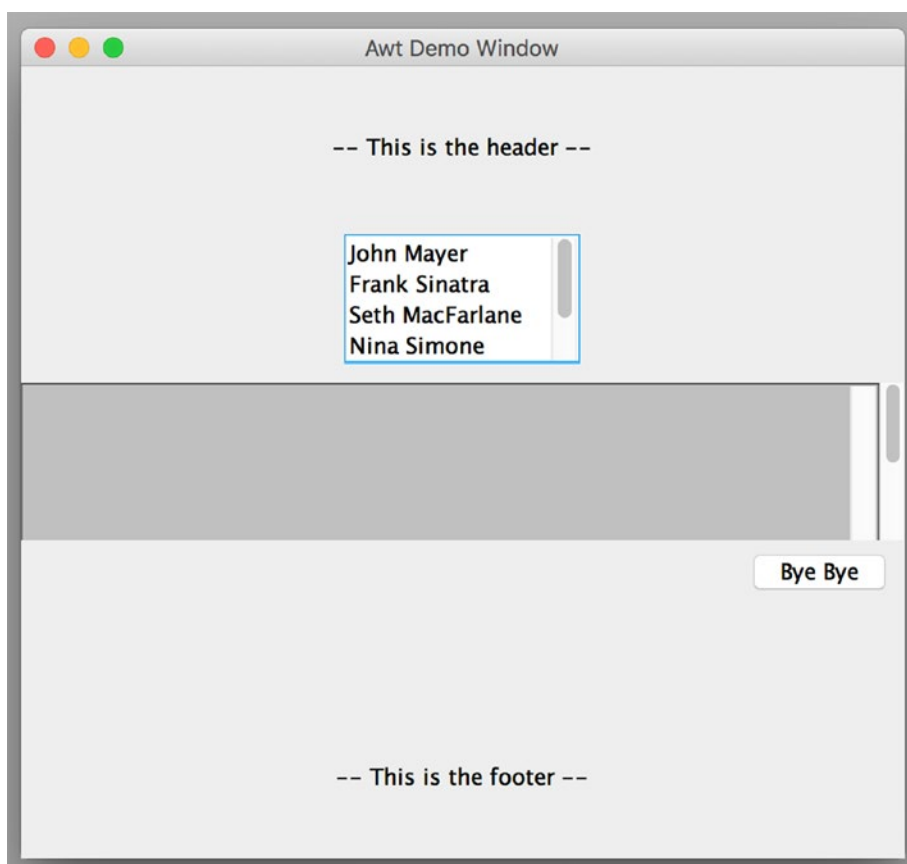 Awt Demo Window
-- This is the header --
John Mayer
Frank Sinatra
Seth MacFarlane
Nina Simone
Bye Bye
-- This is the footer --